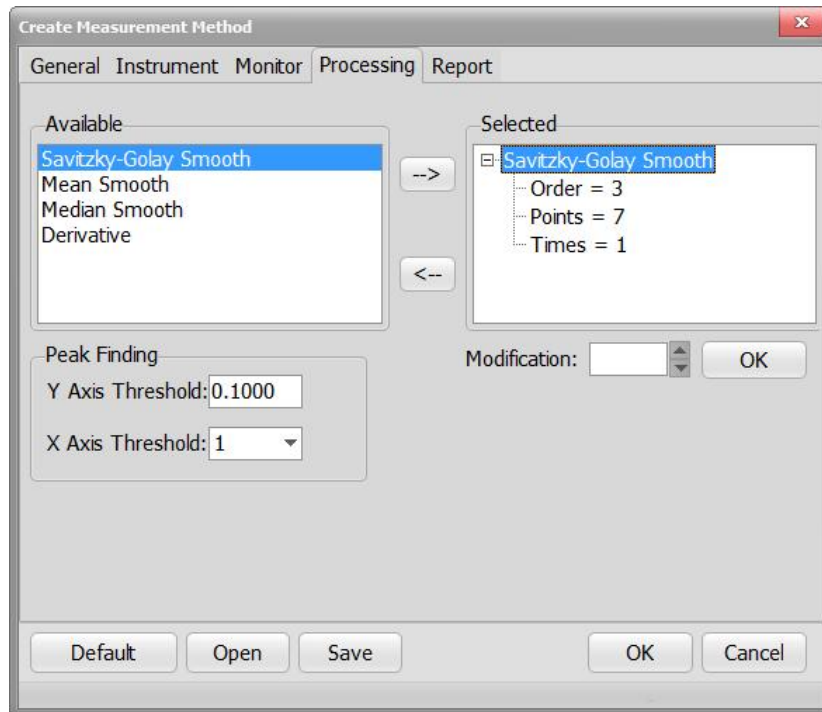 Create Measurement Method
General Instrument Monitor Processing Report
Available
Savitzky-Golay Smooth
Mean Smooth
Median Smooth
Derivative
-->
<--
Selected
Savitzky-Golay Smooth
Order = 3
Points = 7
Times = 1
Peak Finding
Y Axis Threshold: 0.1000
X Axis Threshold: 1
Modification:
OK
Default Open Save OK Cancel